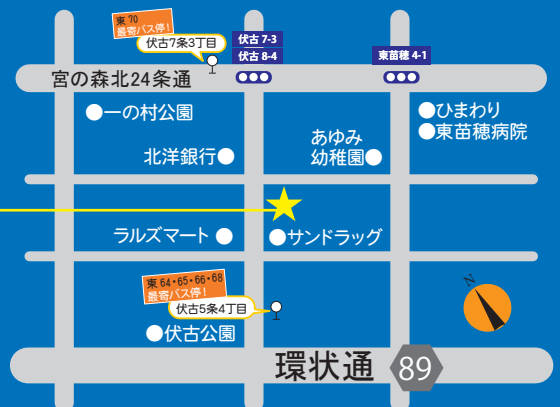 東 70
最寄バス停！
伏古7条3丁目
伏古 7-3
伏古 8-4
東苗穂 4-1
宮の森北24条通
一の村公園
ひまわり
東苗穂病院
あゆみ
幼稚園
北洋銀行
ラルズマート
サンドラッグ
東 64・65・66・68
最寄バス停！
伏古5条4丁目
伏古公園
N
環状通 89